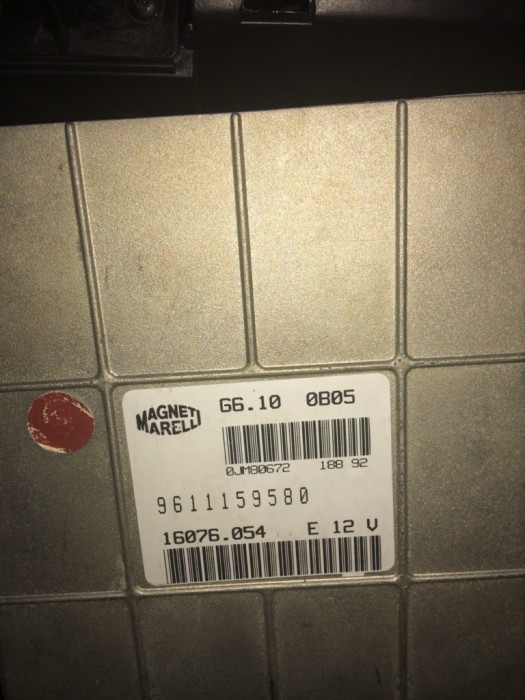 MAGNETI
MARELLI
G6.10 0B05
0JM80672 188 92
9611159580
16076.054 E 12 V